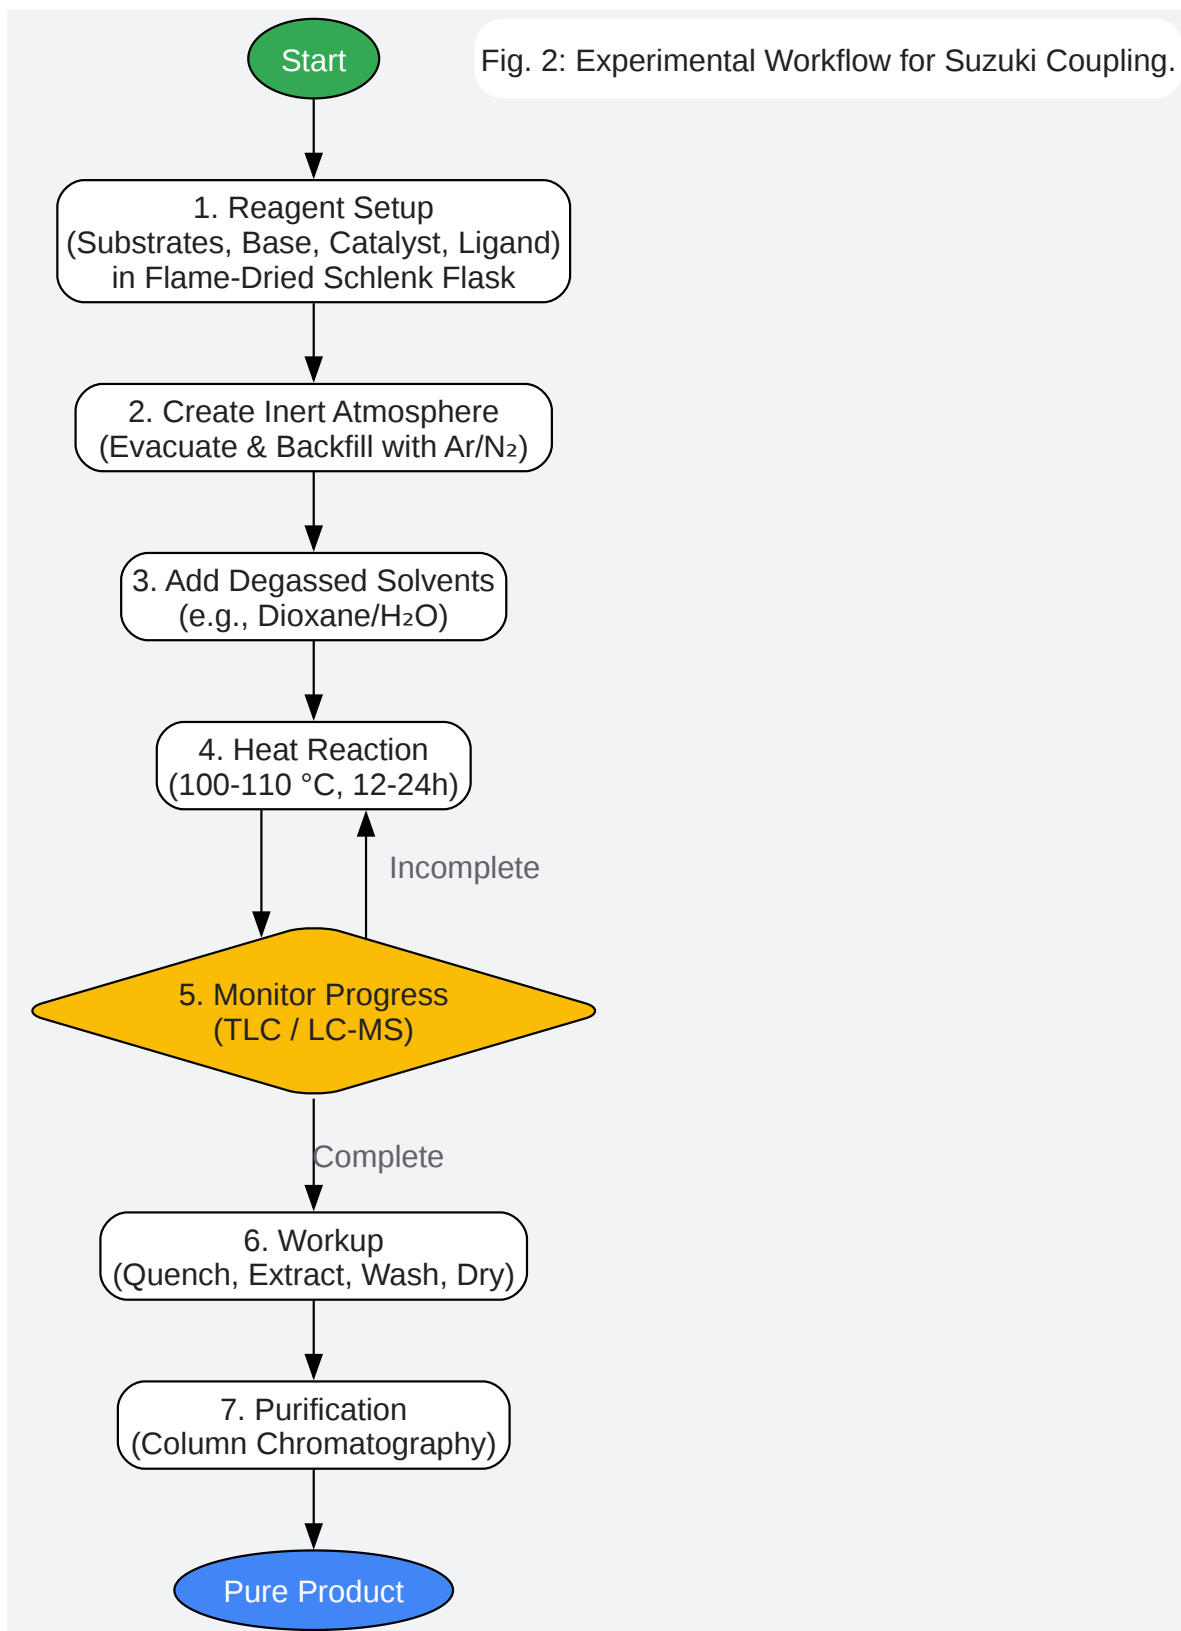 Start
Fig. 2: Experimental Workflow for Suzuki Coupling.
1. Reagent Setup
(Substrates, Base, Catalyst, Ligand)
in Flame-Dried Schlenk Flask
2. Create Inert Atmosphere
(Evacuate & Backfill with Ar/N₂)
3. Add Degassed Solvents
(e.g., Dioxane/H₂O)
4. Heat Reaction
(100-110 °C, 12-24h)
Incomplete
5. Monitor Progress
(TLC / LC-MS)
Complete
6. Workup
(Quench, Extract, Wash, Dry)
7. Purification
(Column Chromatography)
Pure Product